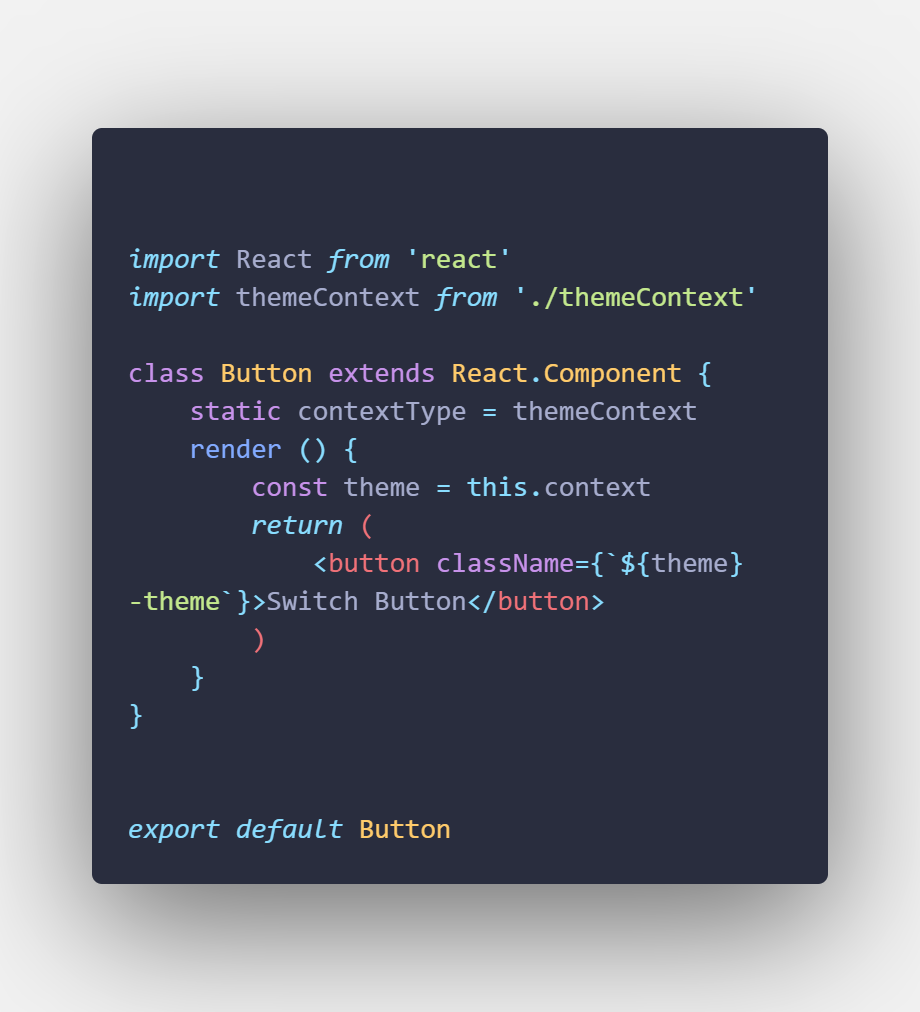 import React from 'react'
import themeContext from './themeContext'
class Button extends React.Component {
static contextType = themeContext
render () {
const theme = this.context
return (
<button className={`${theme}
-theme`}>Switch Button</button>
)
}
}
export default Button